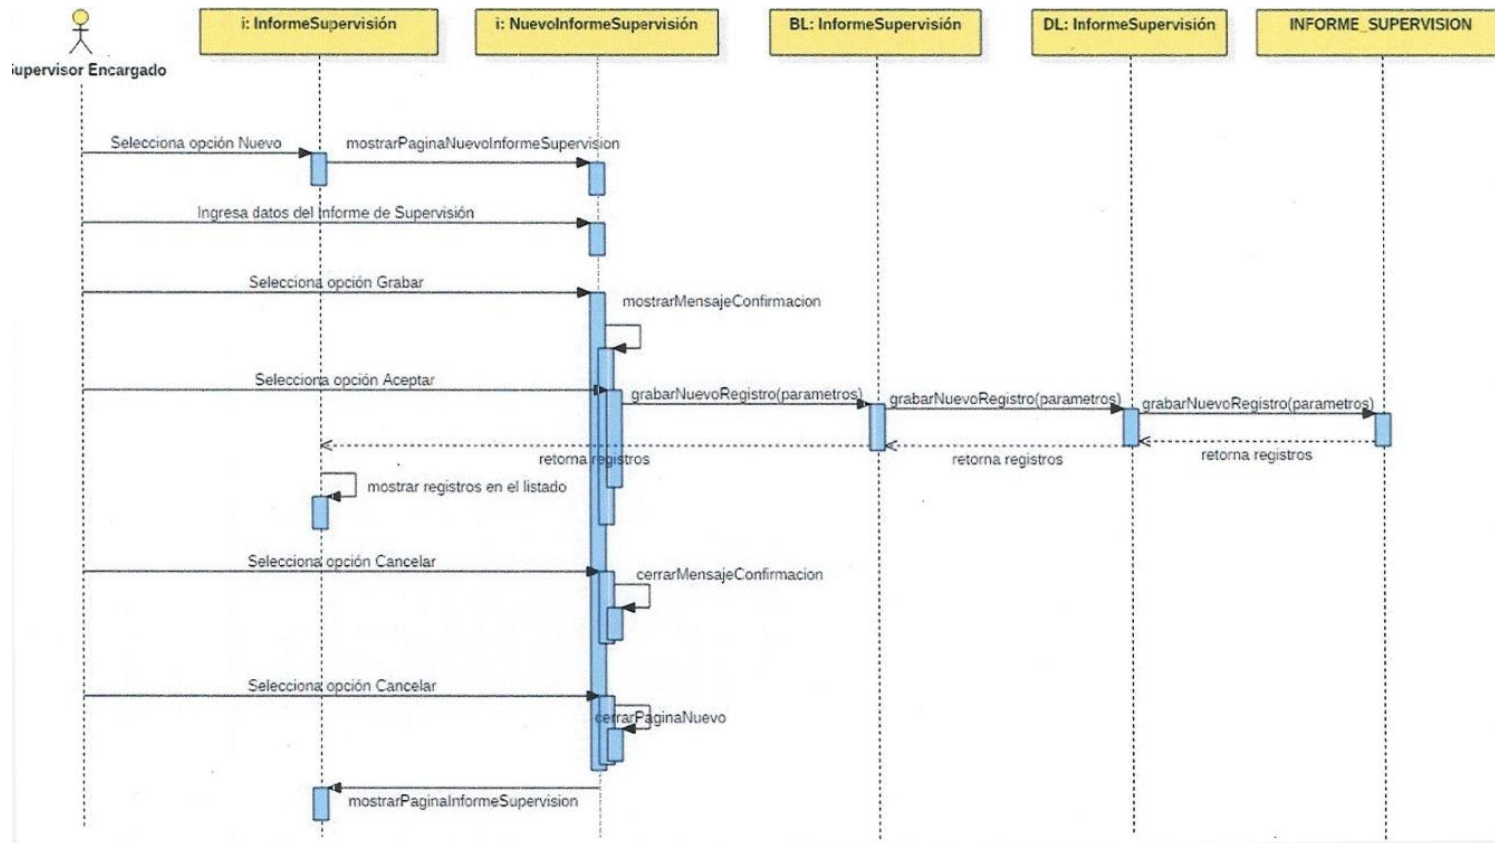 i: InformeSupervisión
i: NuevoInformeSupervisión
BL: InformeSupervisión
DL: InformeSupervisión
INFORME_SUPERVISION
Supervisor Encargado
Selecciona opción Nuevo
mostrarPaginaNuevoInformeSupervision
Ingresa datos del Informe de Supervisión
Selecciona opción Grabar
mostrarMensajeConfirmacion
Selecciona opción Aceptar
grabarNuevoRegistro(parametros)
grabarNuevoRegistro(parametros)
grabarNuevoRegistro(parametros)
retorna registros
retorna registros
retorna registros
mostrar registros en el listado
Selecciona opción Cancelar
cerrarMensajeConfirmacion
Selecciona opción Cancelar
cerrarPaginaNuevo
mostrarPaginaInformeSupervision